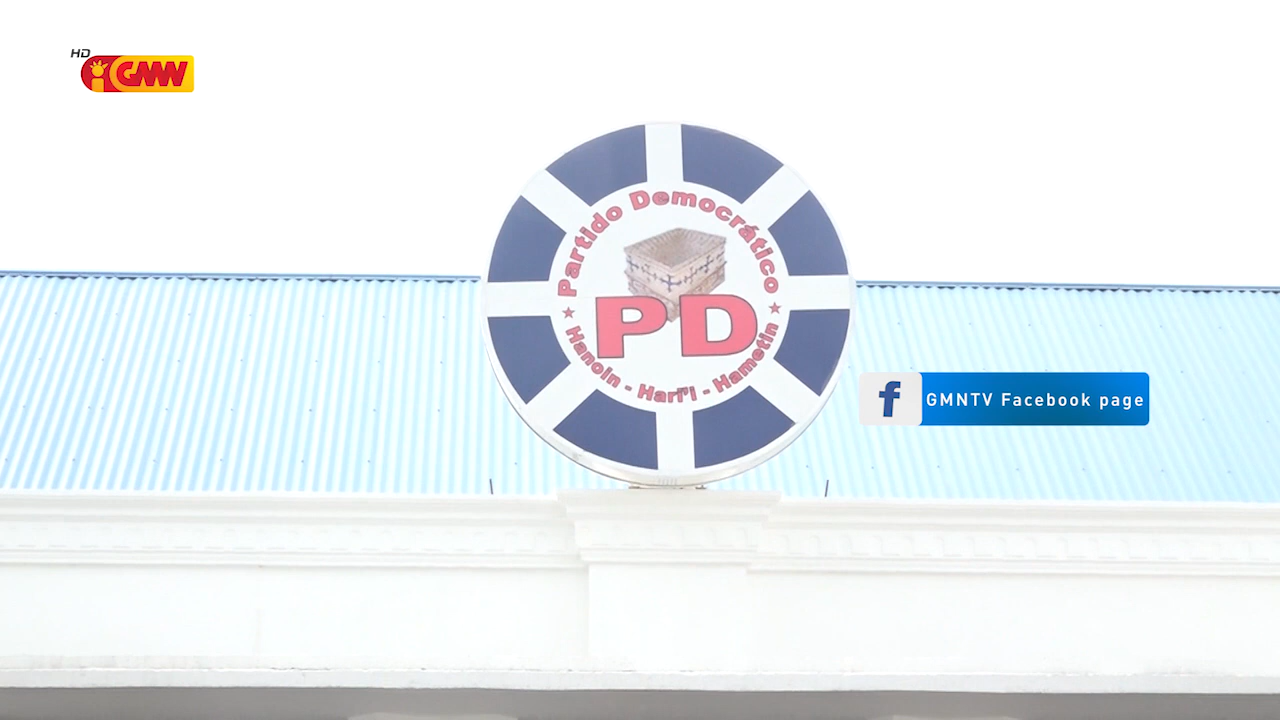 HD
GMN
Partido Democrático
PD
Hanoin - Hari'i - Hametin
f
GMNTV Facebook page